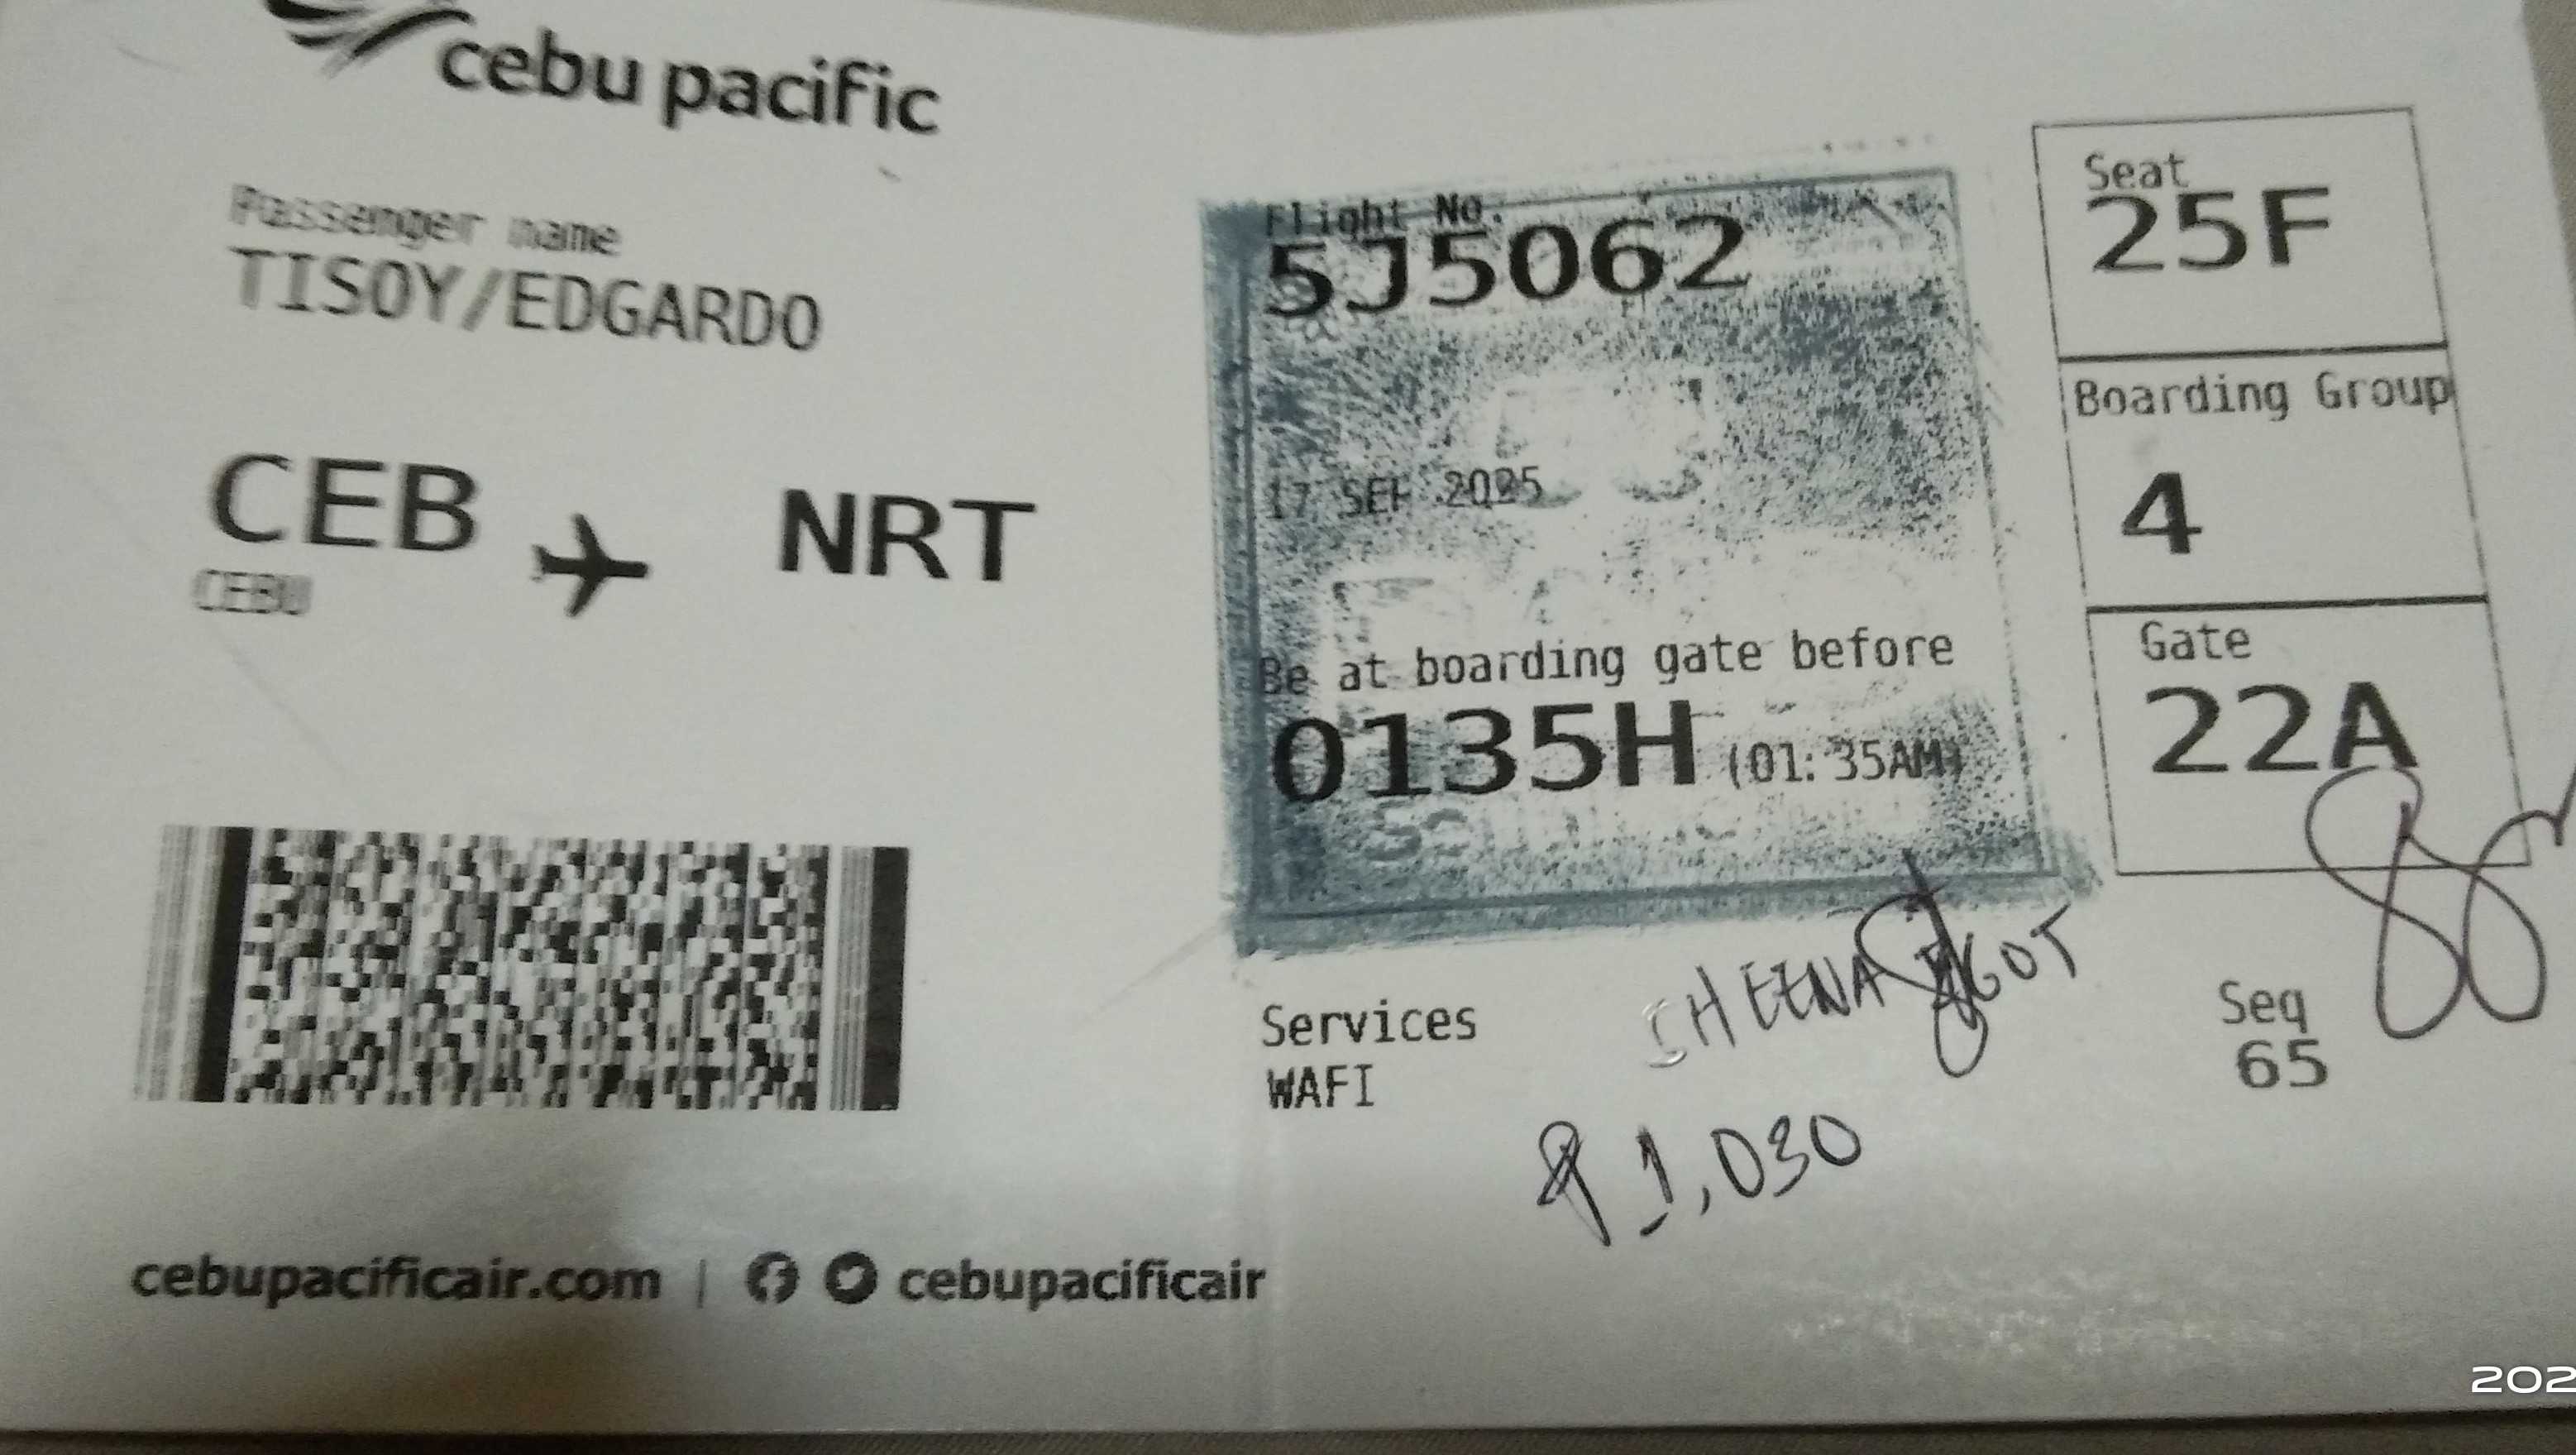 cebu pacific
Passenger name
TISOY/EDGARDO
CEB NRT
CEBU
Flight No.
5J5062
17 SEP 2025
Be at boarding gate before
0135H (01:35AM)
Seat
25F
Boarding Group
4
Gate
22A
Services
WAFI
SHEENA
₱1,030
Seq
65
cebupacificair.com | cebupacificair
202